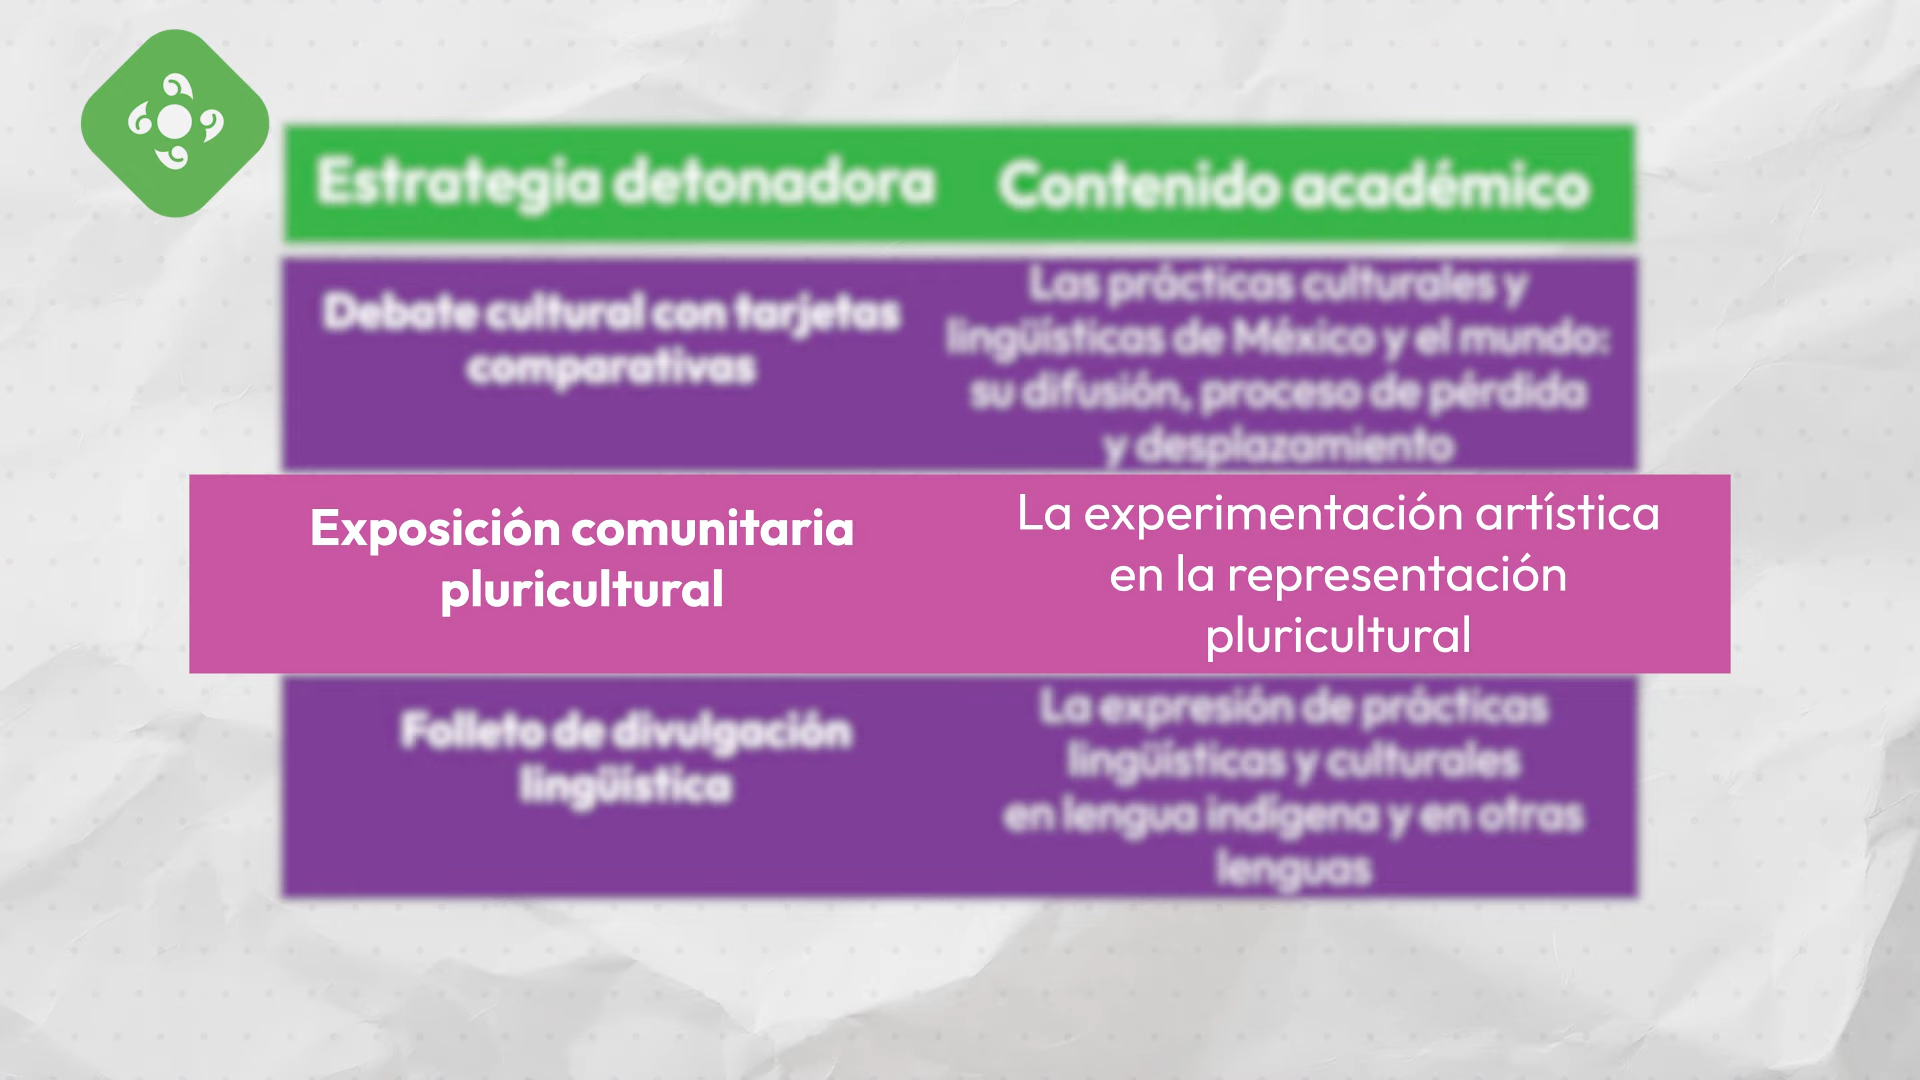 Estrategia detonadora
Contenido académico
Debate cultural con tarjetas
comparativas
Las prácticas culturales y
lingüísticas de México y el mundo:
su difusión, proceso de pérdida
y desplazamiento
Exposición comunitaria
pluricultural
La experimentación artística
en la representación
pluricultural
Folleto de divulgación
lingüistica
La expresión de prácticas
lingüísticas y culturales
en lengua indígena y en otras
lenguas